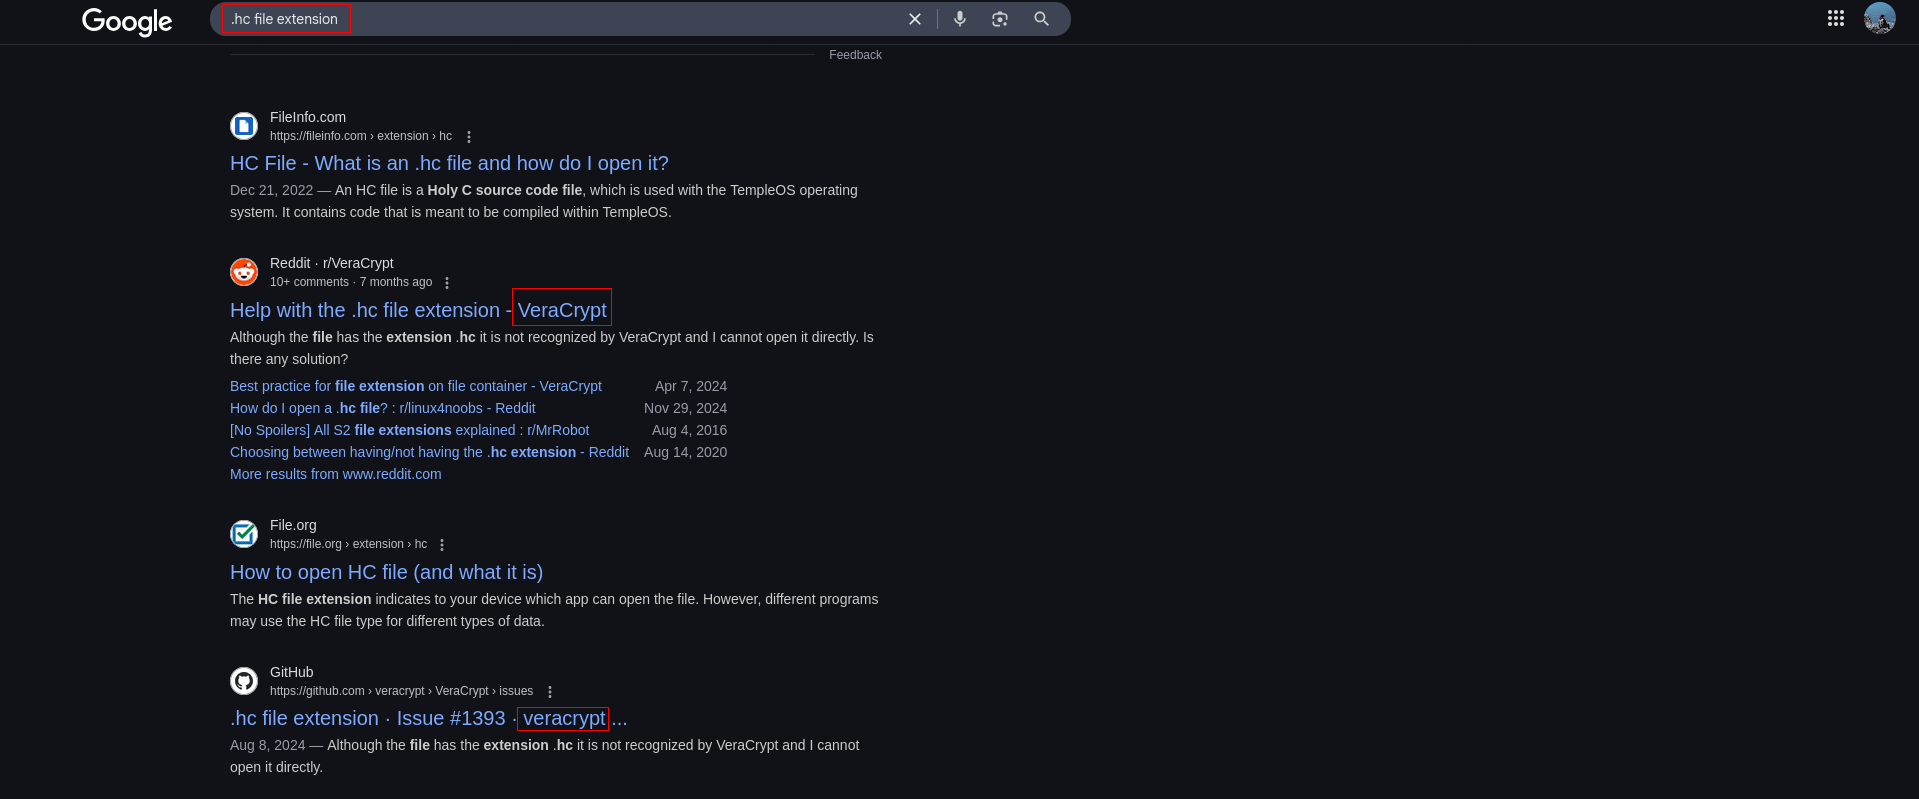 Google
.hc file extension
Feedback
FileInfo.com
https://fileinfo.com › extension › hc
HC File - What is an .hc file and how do I open it?
Dec 21, 2022 — An HC file is a Holy C source code file, which is used with the TempleOS operating
system. It contains code that is meant to be compiled within TempleOS.
Reddit · r/VeraCrypt
10+ comments · 7 months ago
Help with the .hc file extension - VeraCrypt
Although the file has the extension .hc it is not recognized by VeraCrypt and I cannot open it directly. Is
there any solution?
Best practice for file extension on file container - VeraCrypt Apr 7, 2024
How do I open a .hc file? : r/linux4noobs - Reddit Nov 29, 2024
[No Spoilers] All S2 file extensions explained : r/MrRobot Aug 4, 2016
Choosing between having/not having the .hc extension - Reddit Aug 14, 2020
More results from www.reddit.com
File.org
https://file.org › extension › hc
How to open HC file (and what it is)
The HC file extension indicates to your device which app can open the file. However, different programs
may use the HC file type for different types of data.
GitHub
https://github.com › veracrypt › VeraCrypt › issues
.hc file extension · Issue #1393 · veracrypt ...
Aug 8, 2024 — Although the file has the extension .hc it is not recognized by VeraCrypt and I cannot
open it directly.